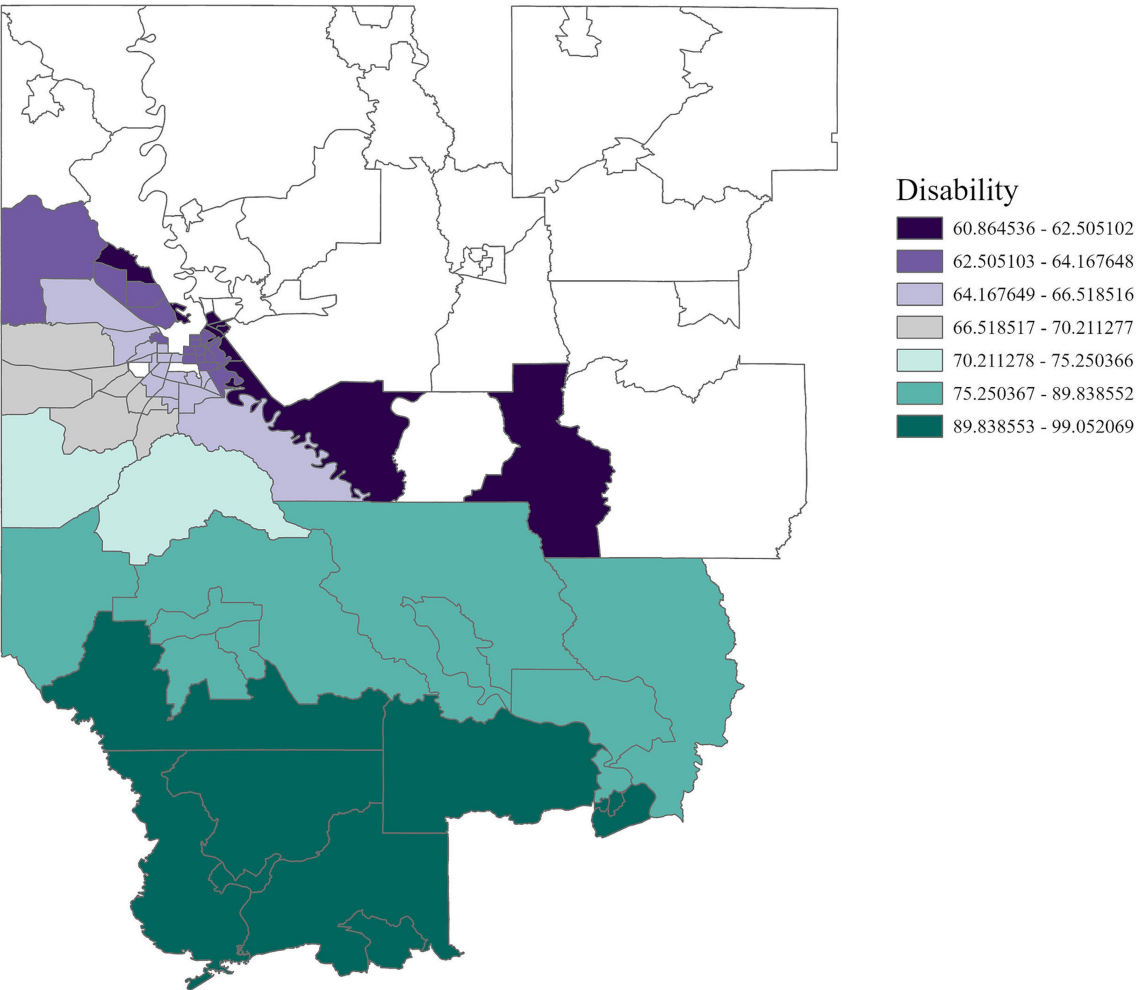 Disability
60.864536 - 62.505102
62.505103 - 64.167648
64.167649 - 66.518516
66.518517 - 70.211277
70.211278 - 75.250366
75.250367 - 89.838552
89.838553 - 99.052069